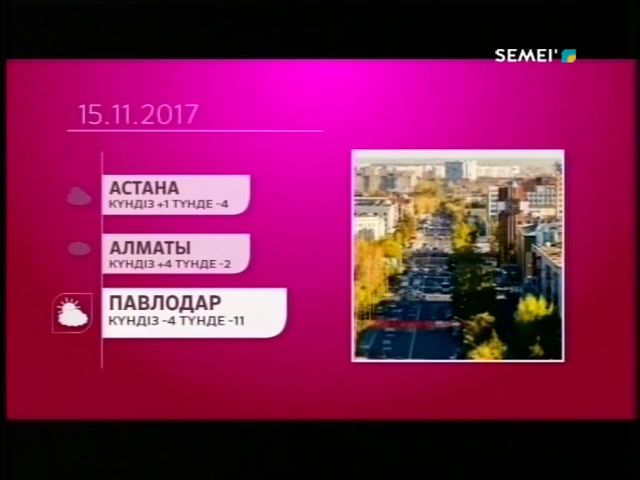 SEMEI'
15.11.2017
АСТАНА
КҮНДІЗ +1 ТҮНДЕ -4
АЛМАТЫ
КҮНДІЗ +4 ТҮНДЕ -2
ПАВЛОДАР
КҮНДІЗ -4 ТҮНДЕ -11